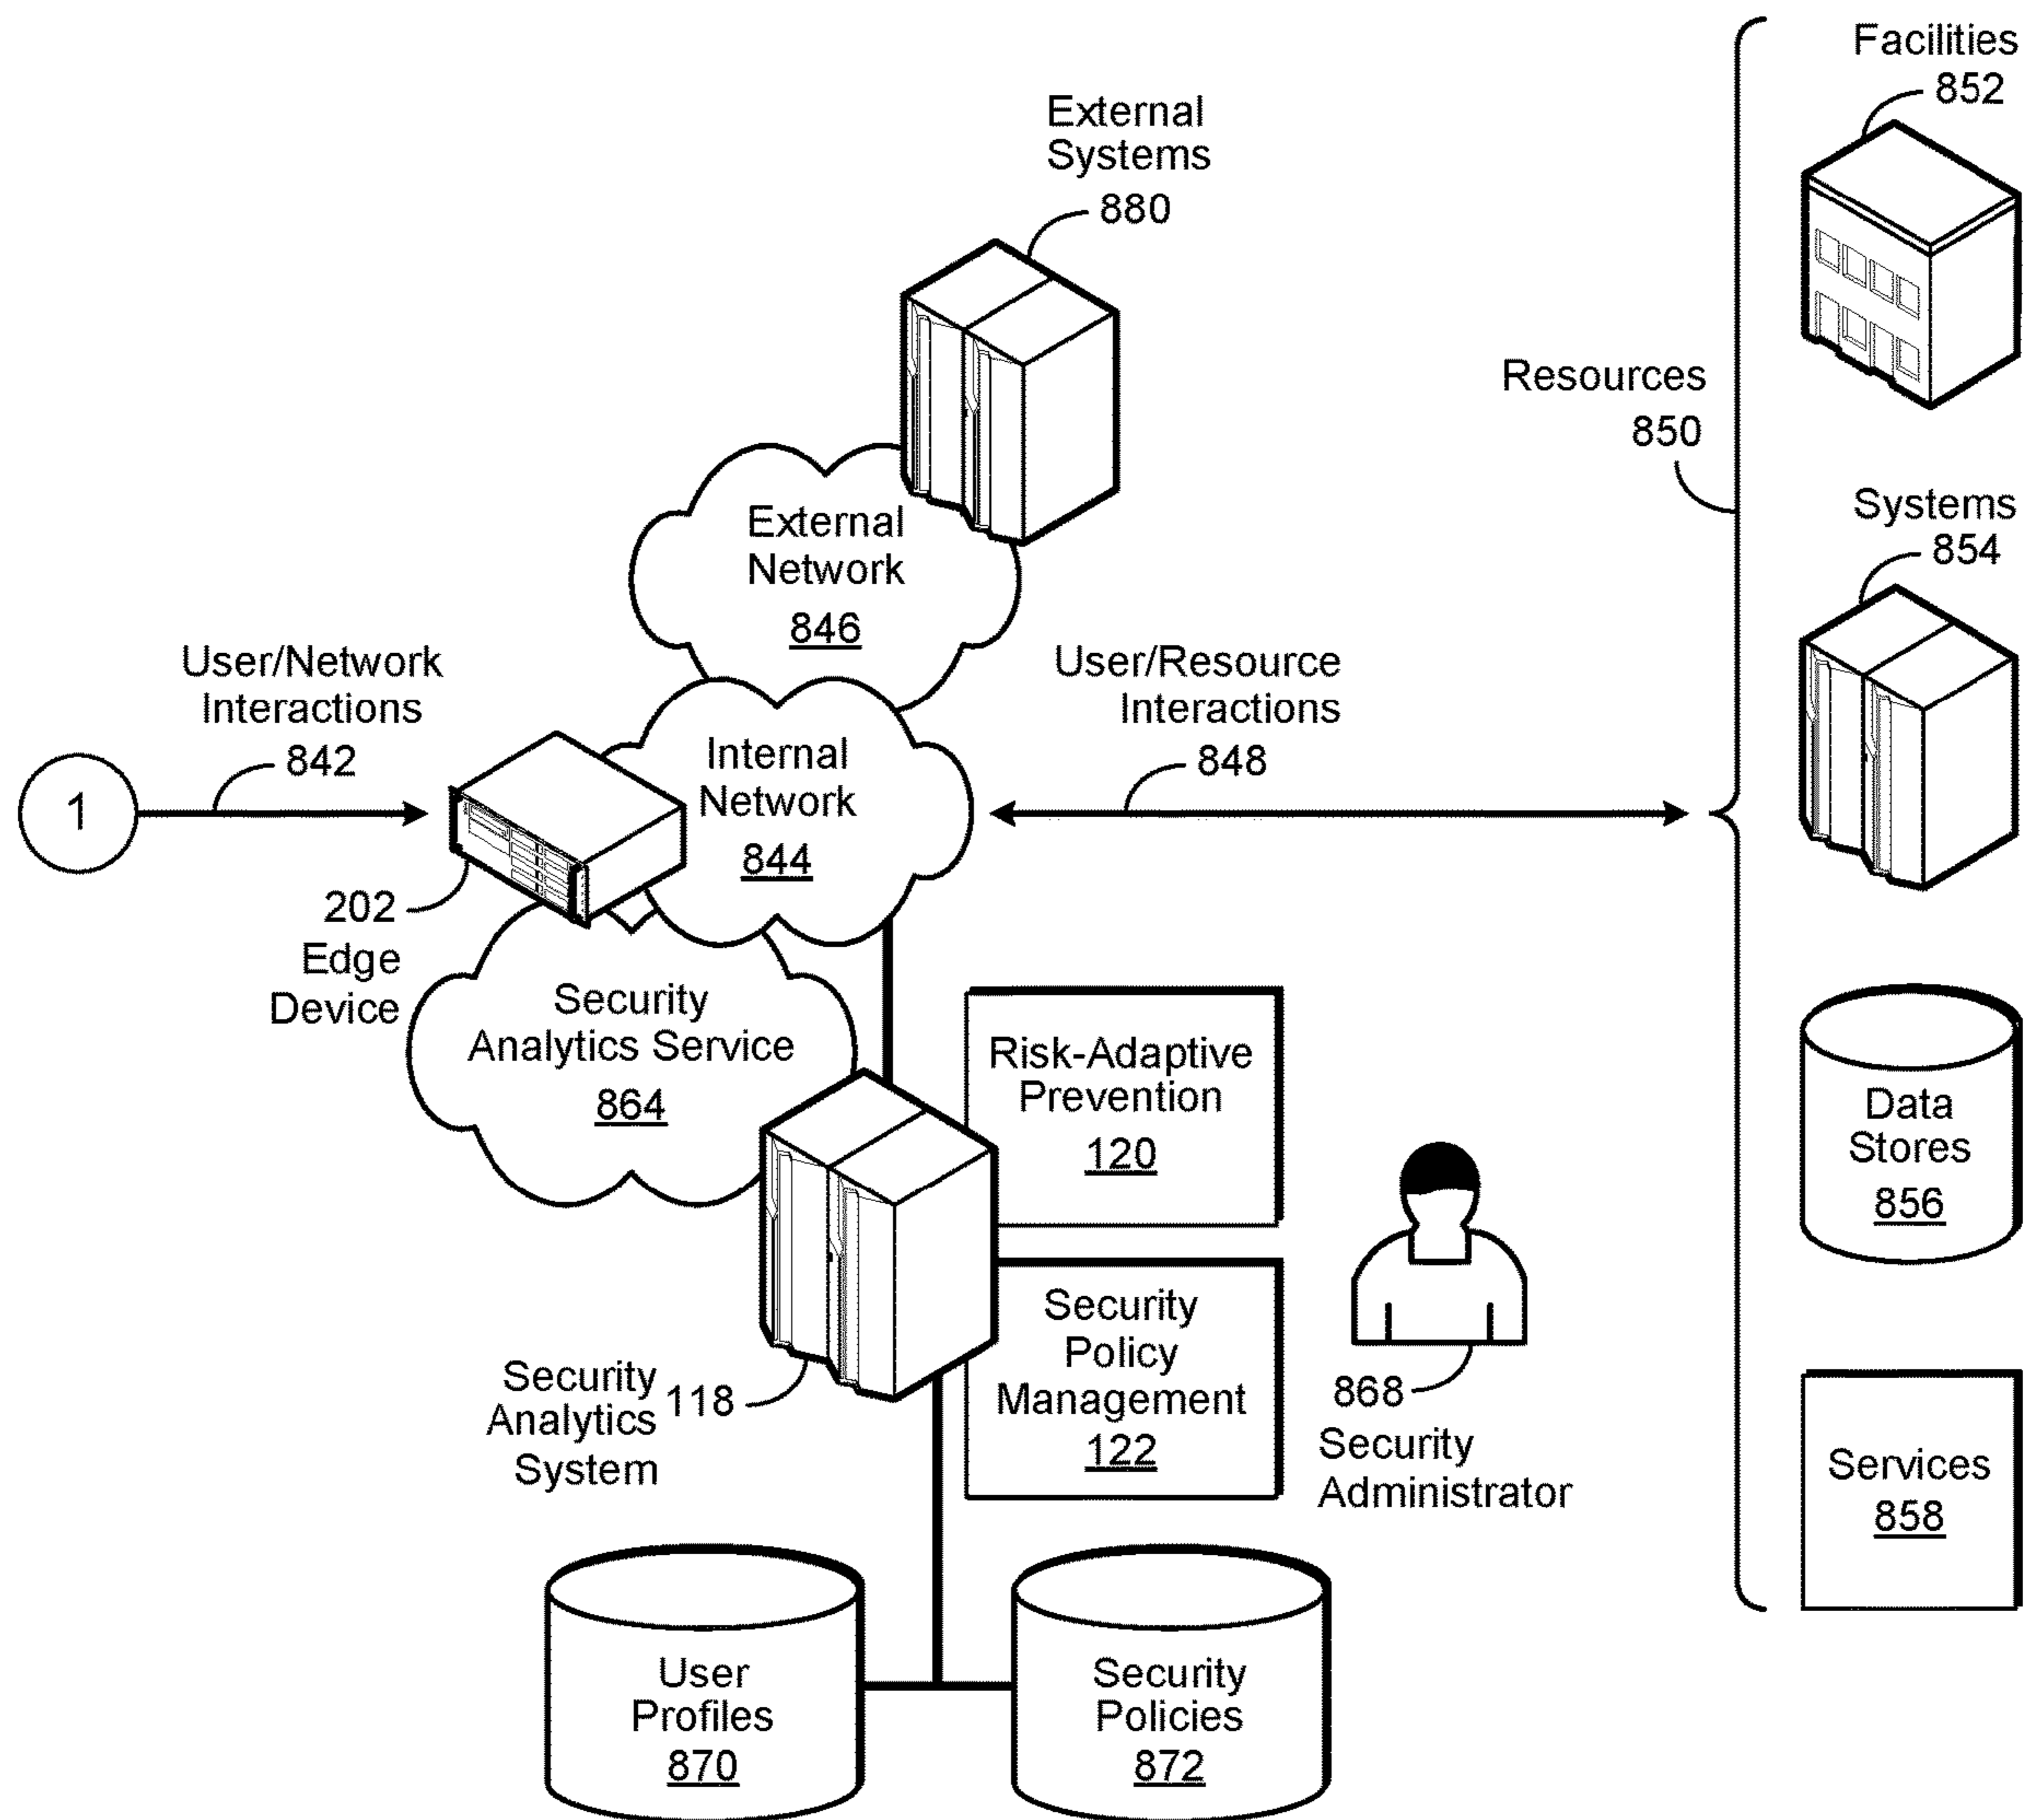 Facilities
852
External
Systems
880
Resources
850
Systems
854
External
Network
846
User/Network
Interactions
842
User/Resource
Interactions
848
1
Internal
Network
844
202
Edge
Device
Security
Analytics Service
864
Risk-Adaptive
Prevention
120
Data
Stores
856
Security
Policy
Management
122
Security
Analytics
System
118
868
Security
Administrator
Services
858
User
Profiles
870
Security
Policies
872